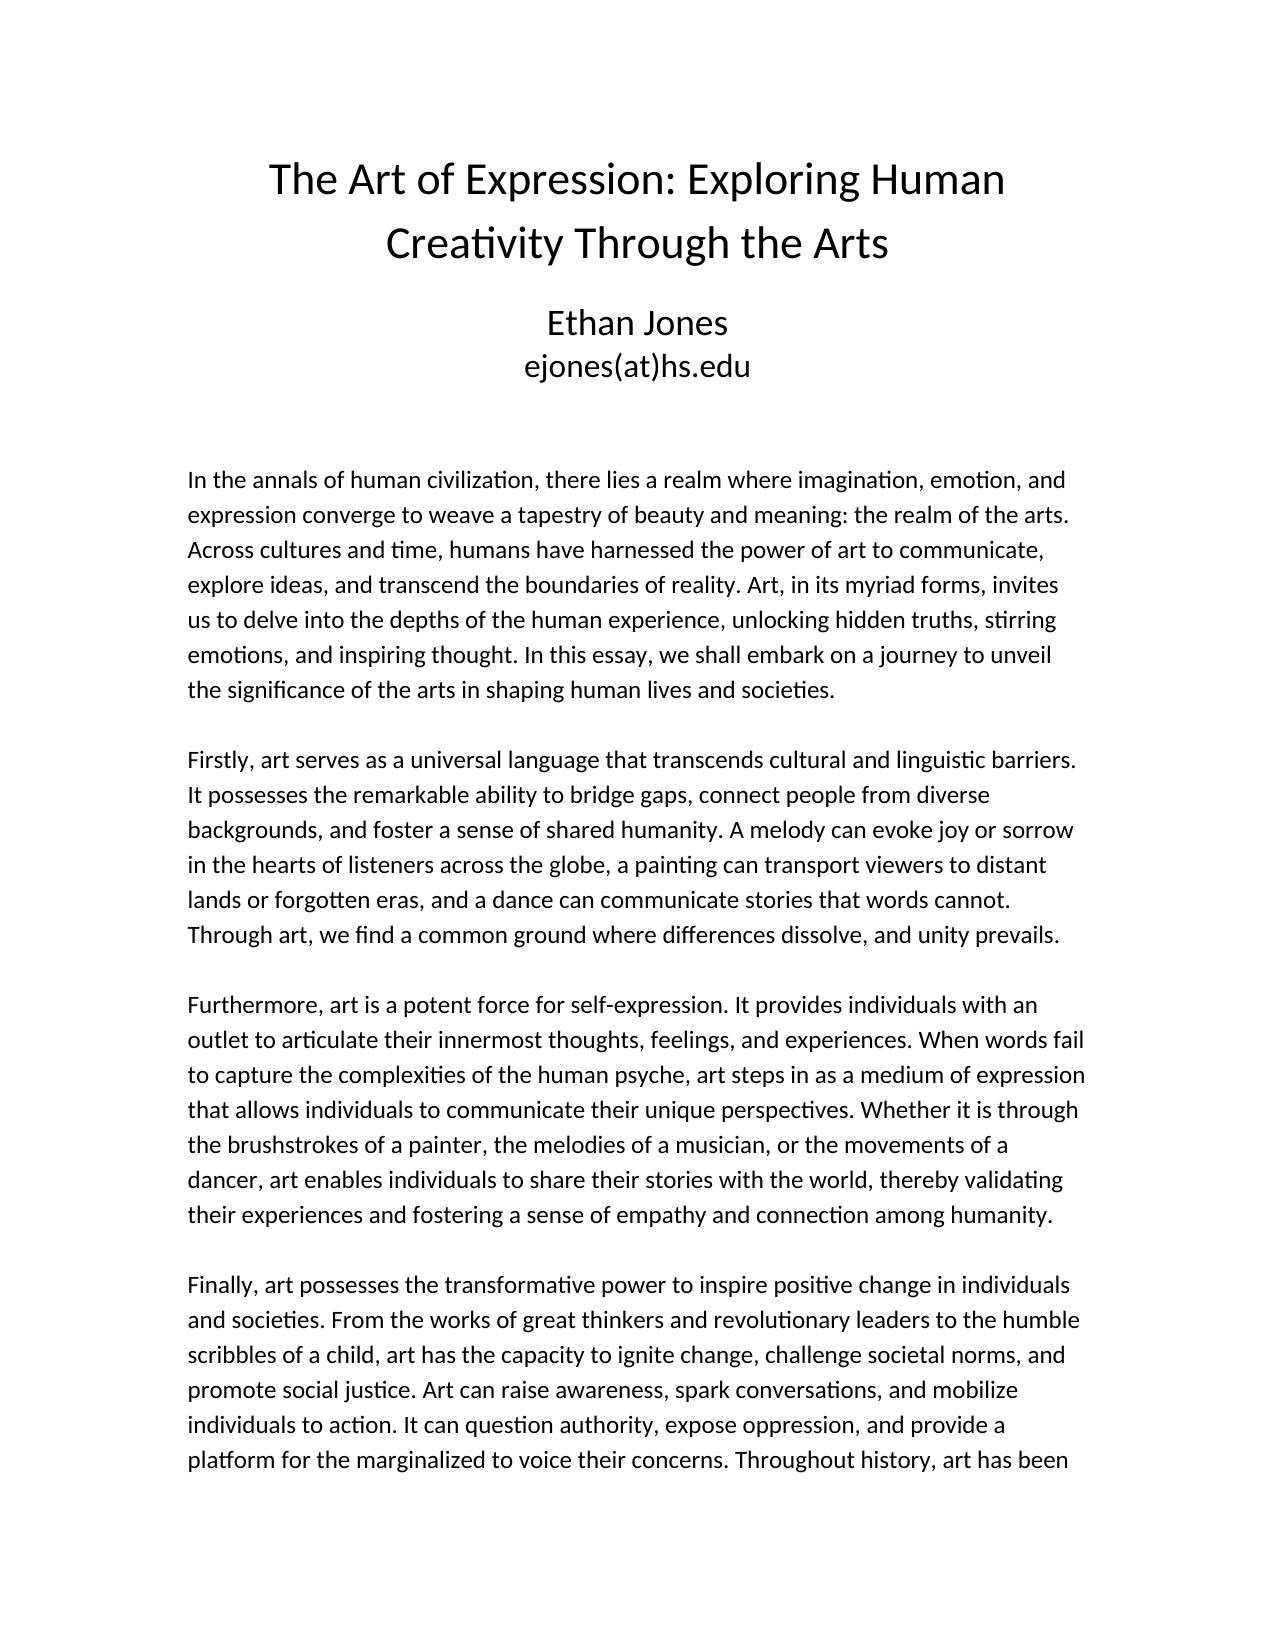 The Art of Expression: Exploring Human
Creativity Through the Arts
Ethan Jones
ejones(at)hs.edu
In the annals of human civilization, there lies a realm where imagination, emotion, and
expression converge to weave a tapestry of beauty and meaning: the realm of the arts.
Across cultures and time, humans have harnessed the power of art to communicate,
explore ideas, and transcend the boundaries of reality. Art, in its myriad forms, invites
us to delve into the depths of the human experience, unlocking hidden truths, stirring
emotions, and inspiring thought. In this essay, we shall embark on a journey to unveil
the significance of the arts in shaping human lives and societies.
Firstly, art serves as a universal language that transcends cultural and linguistic barriers.
It possesses the remarkable ability to bridge gaps, connect people from diverse
backgrounds, and foster a sense of shared humanity. A melody can evoke joy or sorrow
in the hearts of listeners across the globe, a painting can transport viewers to distant
lands or forgotten eras, and a dance can communicate stories that words cannot.
Through art, we find a common ground where differences dissolve, and unity prevails.
Furthermore, art is a potent force for self-expression. It provides individuals with an
outlet to articulate their innermost thoughts, feelings, and experiences. When words fail
to capture the complexities of the human psyche, art steps in as a medium of expression
that allows individuals to communicate their unique perspectives. Whether it is through
the brushstrokes of a painter, the melodies of a musician, or the movements of a
dancer, art enables individuals to share their stories with the world, thereby validating
their experiences and fostering a sense of empathy and connection among humanity.
Finally, art possesses the transformative power to inspire positive change in individuals
and societies. From the works of great thinkers and revolutionary leaders to the humble
scribbles of a child, art has the capacity to ignite change, challenge societal norms, and
promote social justice. Art can raise awareness, spark conversations, and mobilize
individuals to action. It can question authority, expose oppression, and provide a
platform for the marginalized to voice their concerns. Throughout history, art has been